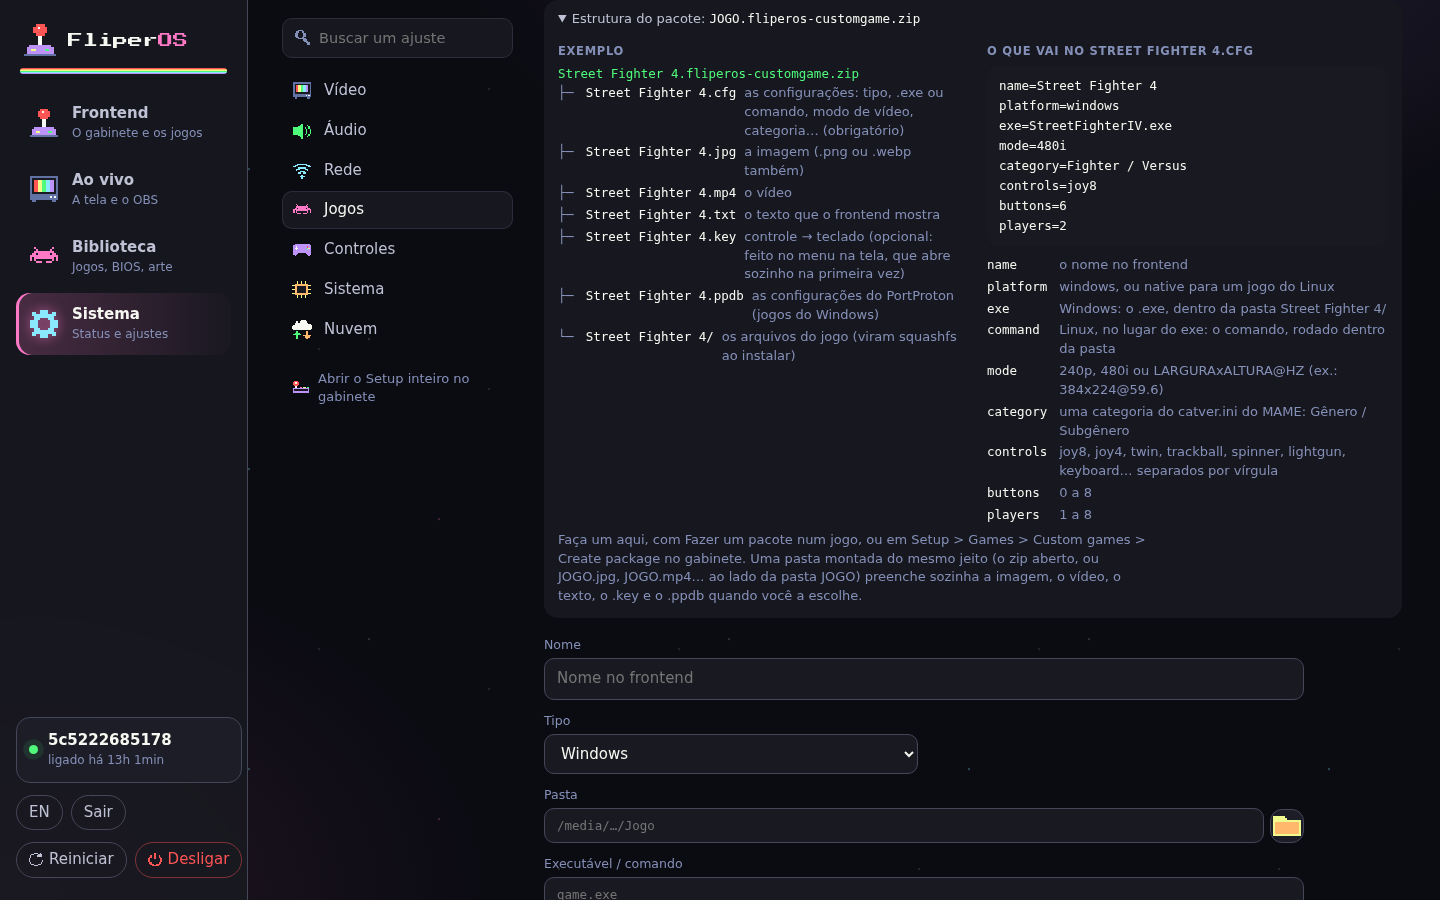 FliperOS
Frontend
O gabinete e os jogos
Ao vivo
A tela e o OBS
Biblioteca
Jogos, BIOS, arte
Sistema
Status e ajustes
5c5222685178
ligado há 13h 1min
EN
Sair
Reiniciar
Desligar
Buscar um ajuste
Vídeo
Áudio
Rede
Jogos
Controles
Sistema
Nuvem
Abrir o Setup inteiro no
gabinete
▼ Estrutura do pacote: JOGO.fliperos-customgame.zip
EXEMPLO
Street Fighter 4.fliperos-customgame.zip
├─ Street Fighter 4.cfg as configurações: tipo, .exe ou
comando, modo de vídeo,
categoria… (obrigatório)
├─ Street Fighter 4.jpg a imagem (.png ou .webp
também)
├─ Street Fighter 4.mp4 o vídeo
├─ Street Fighter 4.txt o texto que o frontend mostra
├─ Street Fighter 4.key controle → teclado (opcional:
feito no menu na tela, que abre
sozinho na primeira vez)
├─ Street Fighter 4.ppdb as configurações do PortProton
(jogos do Windows)
└─ Street Fighter 4/ os arquivos do jogo (viram squashfs
ao instalar)
O QUE VAI NO STREET FIGHTER 4.CFG
name=Street Fighter 4
platform=windows
exe=StreetFighterIV.exe
mode=480i
category=Fighter / Versus
controls=joy8
buttons=6
players=2
name o nome no frontend
platform windows, ou native para um jogo do Linux
exe Windows: o .exe, dentro da pasta Street Fighter 4/
command Linux, no lugar do exe: o comando, rodado dentro
da pasta
mode 240p, 480i ou LARGURAxALTURA@HZ (ex.:
384x224@59.6)
category uma categoria do catver.ini do MAME: Gênero /
Subgênero
controls joy8, joy4, twin, trackball, spinner, lightgun,
keyboard… separados por vírgula
buttons 0 a 8
players 1 a 8
Faça um aqui, com Fazer um pacote num jogo, ou em Setup > Games > Custom games >
Create package no gabinete. Uma pasta montada do mesmo jeito (o zip aberto, ou
JOGO.jpg, JOGO.mp4… ao lado da pasta JOGO) preenche sozinha a imagem, o vídeo, o
texto, o .key e o .ppdb quando você a escolhe.
Nome
Nome no frontend
Tipo
Windows
Pasta
/media/…/Jogo
Executável / comando
game.exe